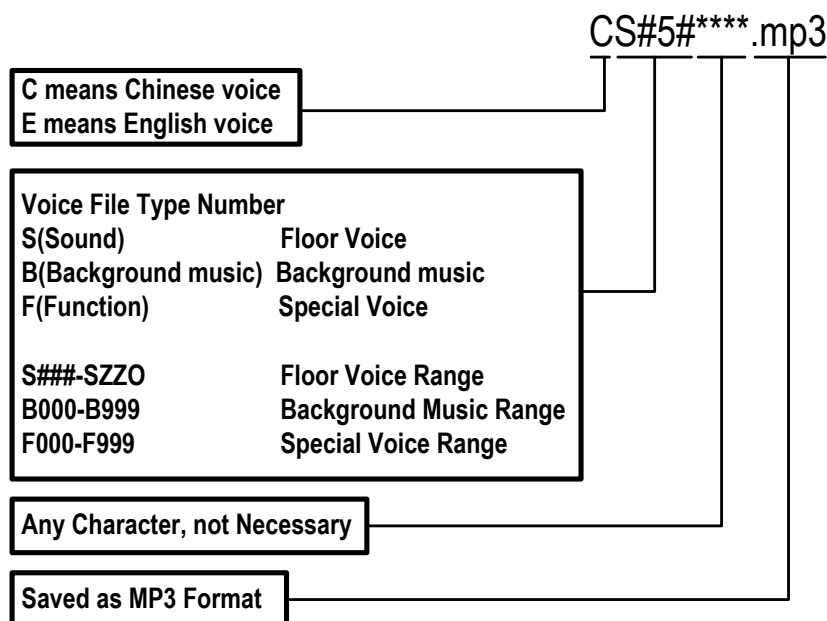 CS#5#****.mp3
C means Chinese voice
E means English voice
Voice File Type Number
S(Sound) Floor Voice
B(Background music) Background music
F(Function) Special Voice
S###-SZZO Floor Voice Range
B000-B999 Background Music Range
F000-F999 Special Voice Range
Any Character, not Necessary
Saved as MP3 Format